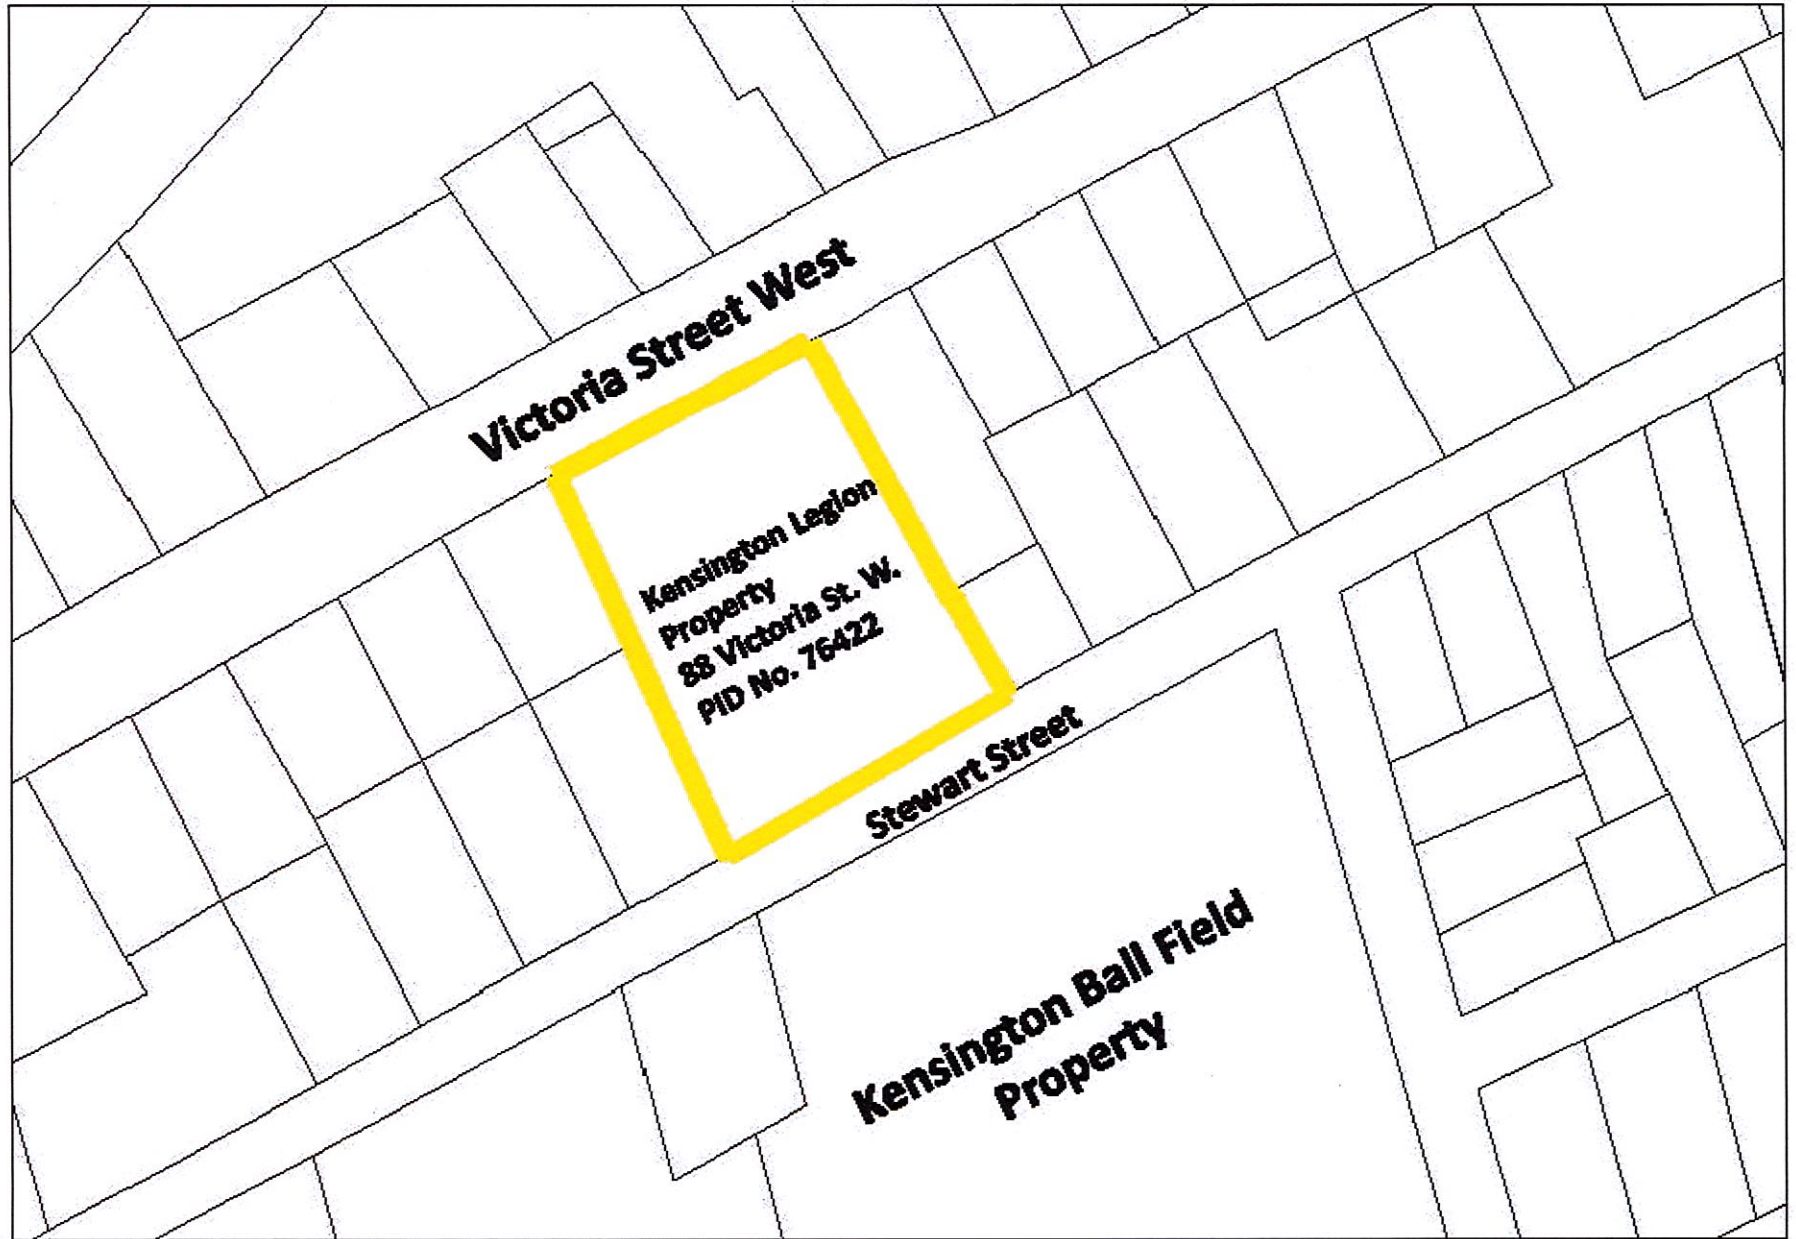 Victoria Street West
Kensington Legion
Property
88 Victoria St. W.
PID No. 76422
Stewart Street
Kensington Ball Field
Property